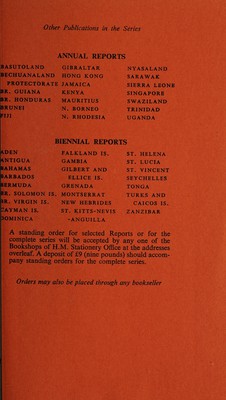 Other Publications in the Series
ANNUAL REPORTS
BASUTOLAND GIBRALTAR NYASALAND
BECHUANALAND HONG KONG SARAWAK
PROTECTORATE JAMAICA SIERRA LEONE
BR. GUIANA KENYA SINGAPORE
BR. HONDURAS MAURITIUS SWAZILAND
BRUNEI N. BORNEO TRINIDAD
FIJI N. RHODESIA UGANDA
BIENNIAL REPORTS
ADEN FALKLAND IS. ST. HELENA
ANTIGUA GAMBIA ST. LUCIA
BAHAMAS GILBERT AND ST. VINCENT
BARBADOS ELLICE IS. SEYCHELLES
BERMUDA GRENADA TONGA
BR. SOLOMON IS. MONTSERRAT TURKS AND
BR. VIRGIN IS. NEW HEBRIDES CAICOS IS.
CAYMAN IS. ST. KITTS-NEVIS ZANZIBAR
DOMINICA -ANGUILLA
A standing order for selected Reports or for the
complete series will be accepted by any one of the
Bookshops of H.M. Stationery Office at the addresses
overleaf. A deposit of £9 (nine pounds) should accom-
pany standing orders for the complete series.
Orders may also be placed through any bookseller